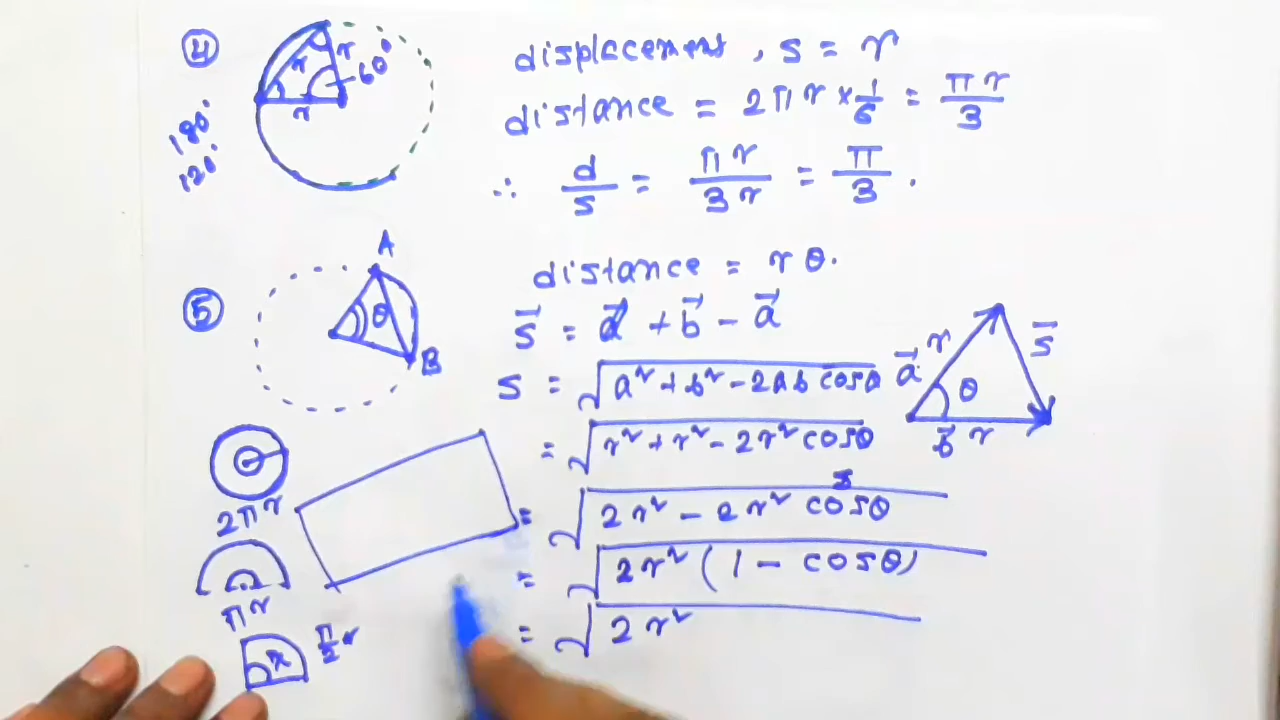 ④ r r r 60° displacement, s = r
180°
120°
distance = 2πr × 1/6 = πr/3
∴ d/s = πr/3r = π/3.
⑤ A θ B distance = rθ.
s⃗ = a⃗ + b⃗ - a⃗
s = √(a² + b² - 2ab cosθ)
= √(r² + r² - 2r² cosθ)
= √(2r² - 2r² cosθ)
= √(2r² (1 - cosθ))
= √(2r²
a⃗ r s⃗ θ
b⃗ r
2πr
πr
π/2 r